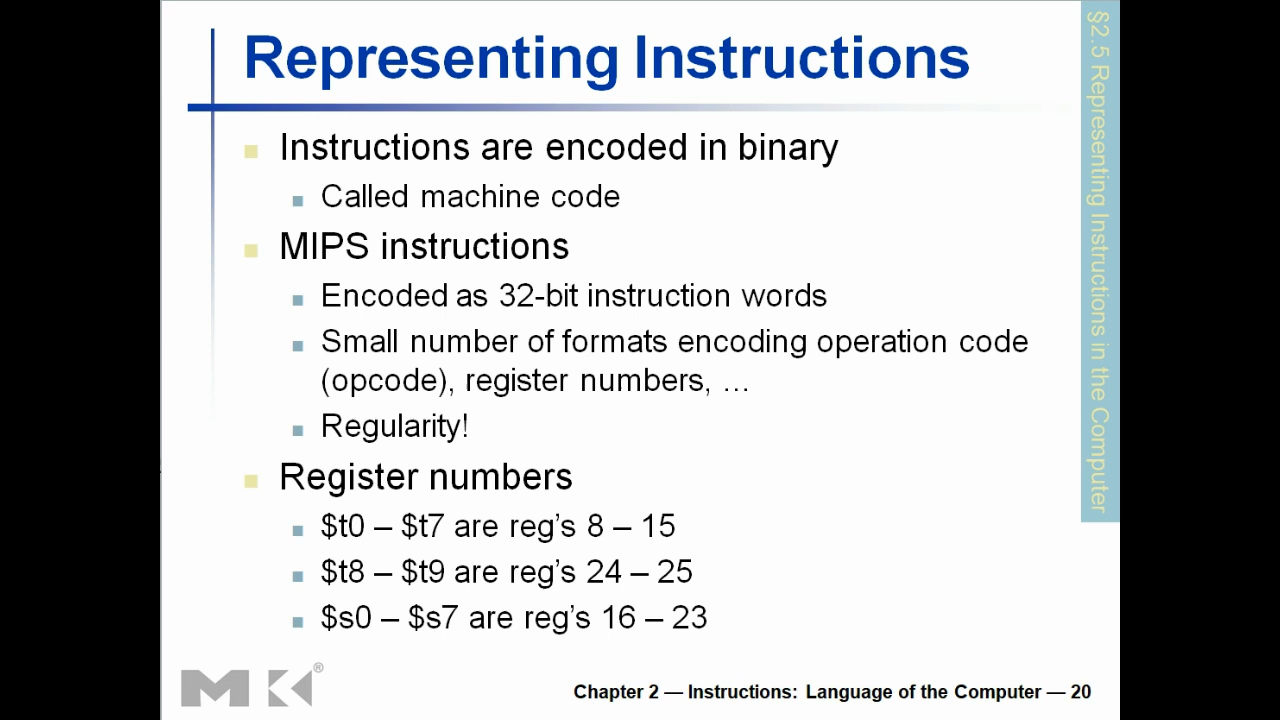 Representing Instructions
§2.5 Representing Instructions in the Computer
Instructions are encoded in binary
Called machine code
MIPS instructions
Encoded as 32-bit instruction words
Small number of formats encoding operation code
(opcode), register numbers, …
Regularity!
Register numbers
$t0 – $t7 are reg’s 8 – 15
$t8 – $t9 are reg’s 24 – 25
$s0 – $s7 are reg’s 16 – 23
MK®
Chapter 2 — Instructions: Language of the Computer — 20